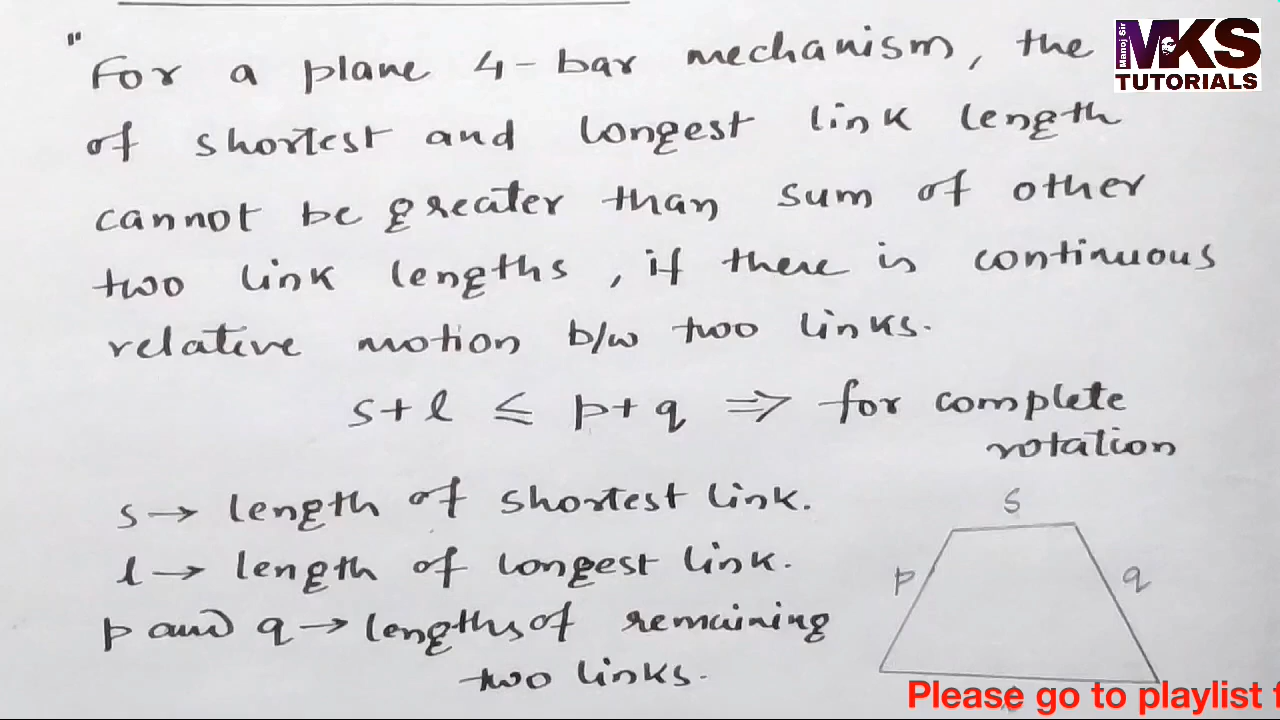 "For a plane 4-bar mechanism, the
of shortest and longest link length
cannot be greater than sum of other
two link lengths, if there is continuous
relative motion b/w two links.
s+l ≤ p+q ⇒ for complete
rotation
s → length of shortest link.
l → length of longest link.
p and q → lengths of remaining
two links.
s
p
q
Manoj Sir
MKS
TUTORIALS
Please go to playlist f